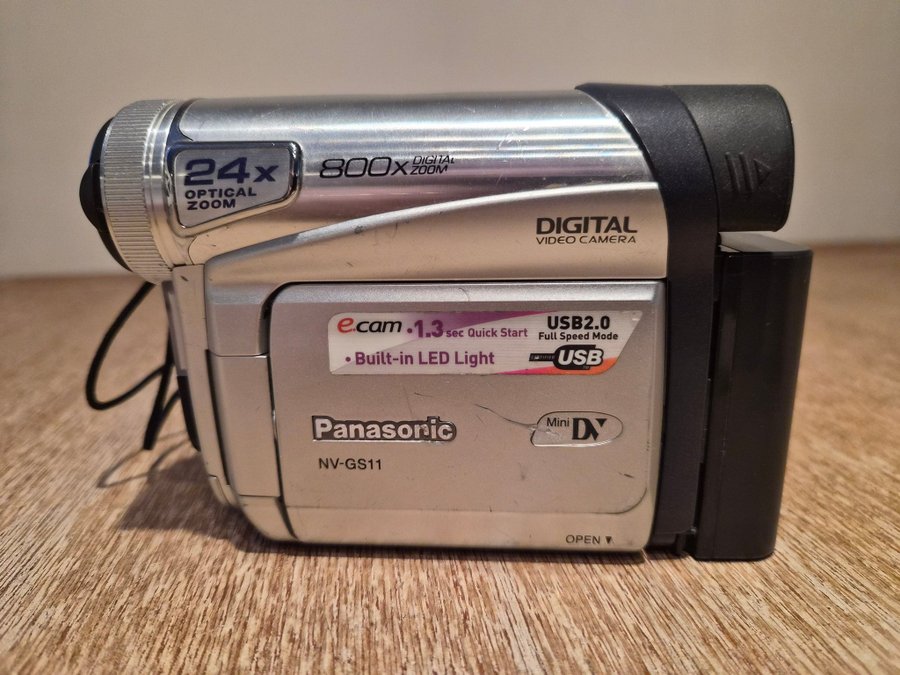 24x
OPTICAL
ZOOM
800x DIGITAL ZOOM
DIGITAL
VIDEO CAMERA
e.cam • 1.3 sec Quick Start
• Built-in LED Light
USB2.0
Full Speed Mode
CERTIFIED USB
Panasonic
Mini DV
NV-GS11
OPEN ▼